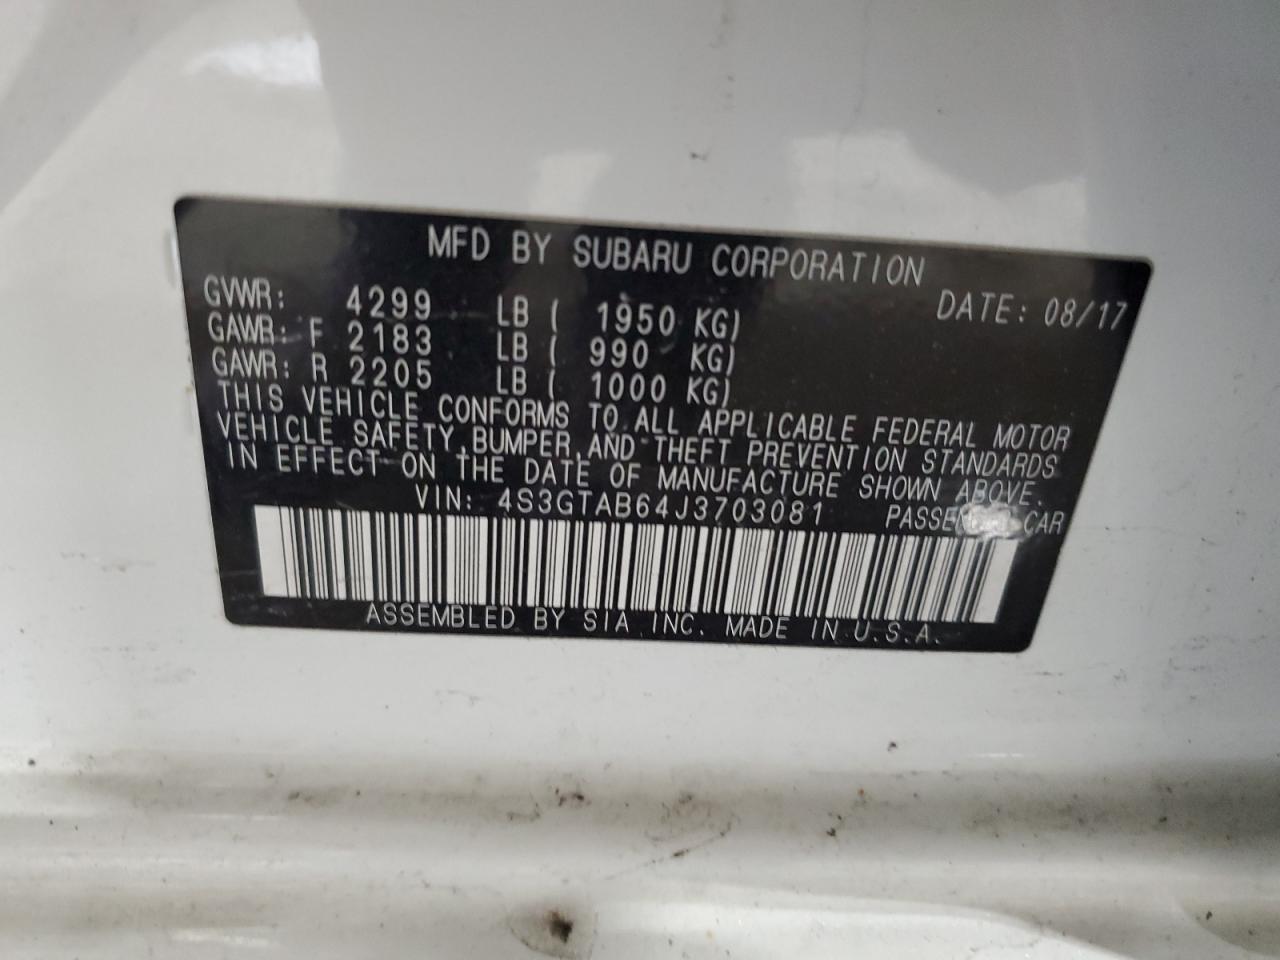 MFD BY SUBARU CORPORATION
GVWR: 4299 LB ( 1950 KG) DATE: 08/17
GAWR: F 2183 LB ( 990 KG)
GAWR: R 2205 LB ( 1000 KG)
THIS VEHICLE CONFORMS TO ALL APPLICABLE FEDERAL MOTOR
VEHICLE SAFETY, BUMPER, AND THEFT PREVENTION STANDARDS
IN EFFECT ON THE DATE OF MANUFACTURE SHOWN ABOVE.
VIN: 4S3GTAB64J3703081 PASSENGER CAR
ASSEMBLED BY SIA INC. MADE IN U.S.A.